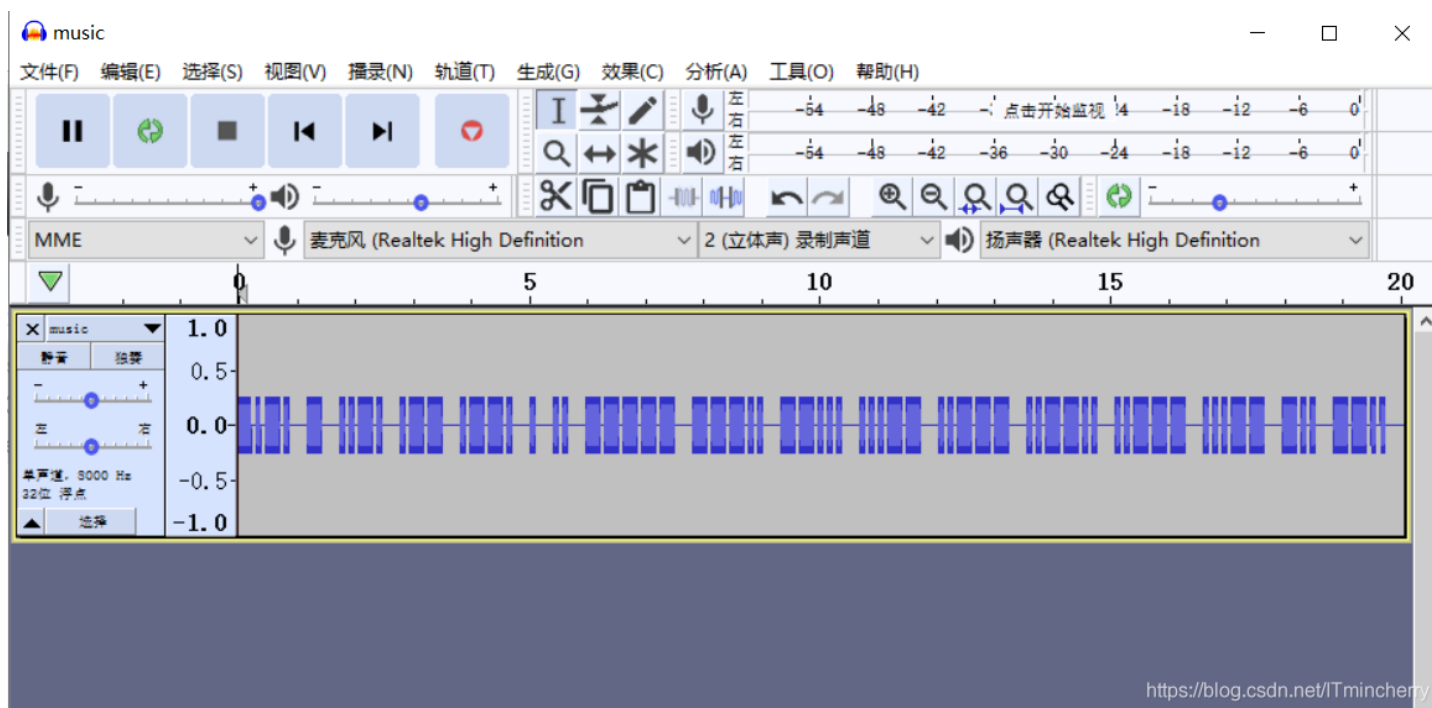 music
文件(F) 编辑(E) 选择(S) 视图(V) 播录(N) 轨道(T) 生成(G) 效果(C) 分析(A) 工具(O) 帮助(H)
左 -54 -48 -42 点击开始监视 -18 -12 -6 0
右
左 -54 -48 -42 -36 -30 -24 -18 -12 -6 0
右
- + - + - +
MME 麦克风 (Realtek High Definition 2 (立体声) 录制声道 扬声器 (Realtek High Definition
0 5 10 15 20
music 1.0
静音 独奏 0.5
- +
左 右 0.0
单声道, 8000 Hz -0.5
32位 浮点
选择 -1.0
https://blog.csdn.net/ITmincherry